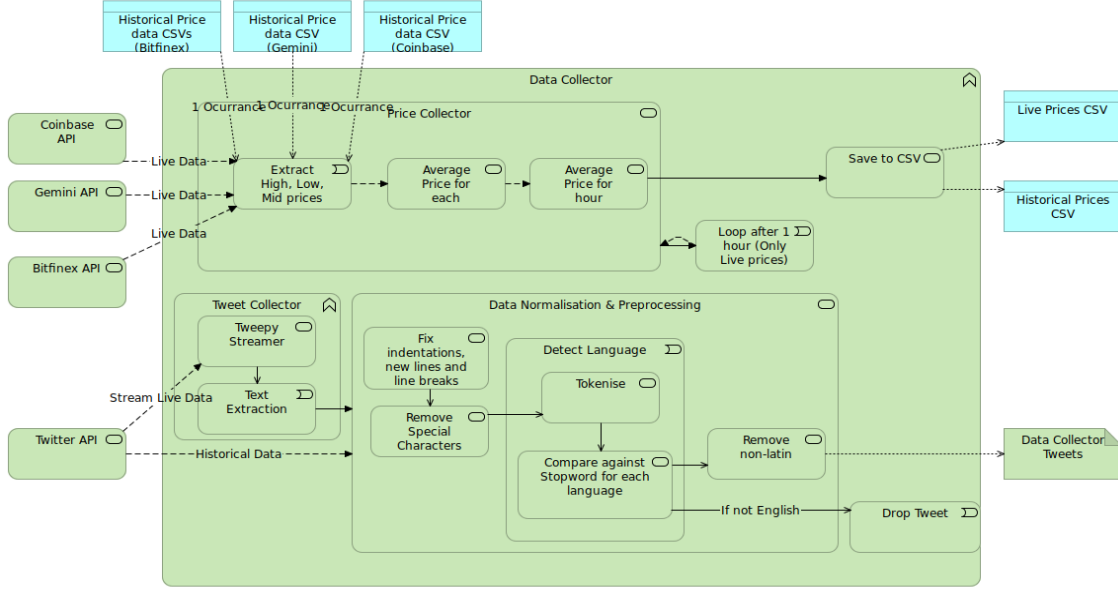 Historical Price
data CSVs
(Bitfinex)
Historical Price
data CSV
(Gemini)
Historical Price
data CSV
(Coinbase)
Data Collector
1 Ocurrance
1 Ocurrance
1 Ocurrance
Price Collector
Coinbase
API
Live Data
Gemini API
Live Data
Bitfinex API
Live Data
Extract
High, Low,
Mid prices
Average
Price for
each
Average
Price for
hour
Save to CSV
Live Prices CSV
Historical Prices
CSV
Loop after 1
hour (Only
Live prices)
Tweet Collector
Tweepy
Streamer
Text
Extraction
Stream Live Data
Twitter API
Historical Data
Data Normalisation & Preprocessing
Fix
indentations,
new lines and
line breaks
Remove
Special
Characters
Detect Language
Tokenise
Compare against
Stopword for each
language
Remove
non-latin
If not English
Drop Tweet
Data Collector
Tweets